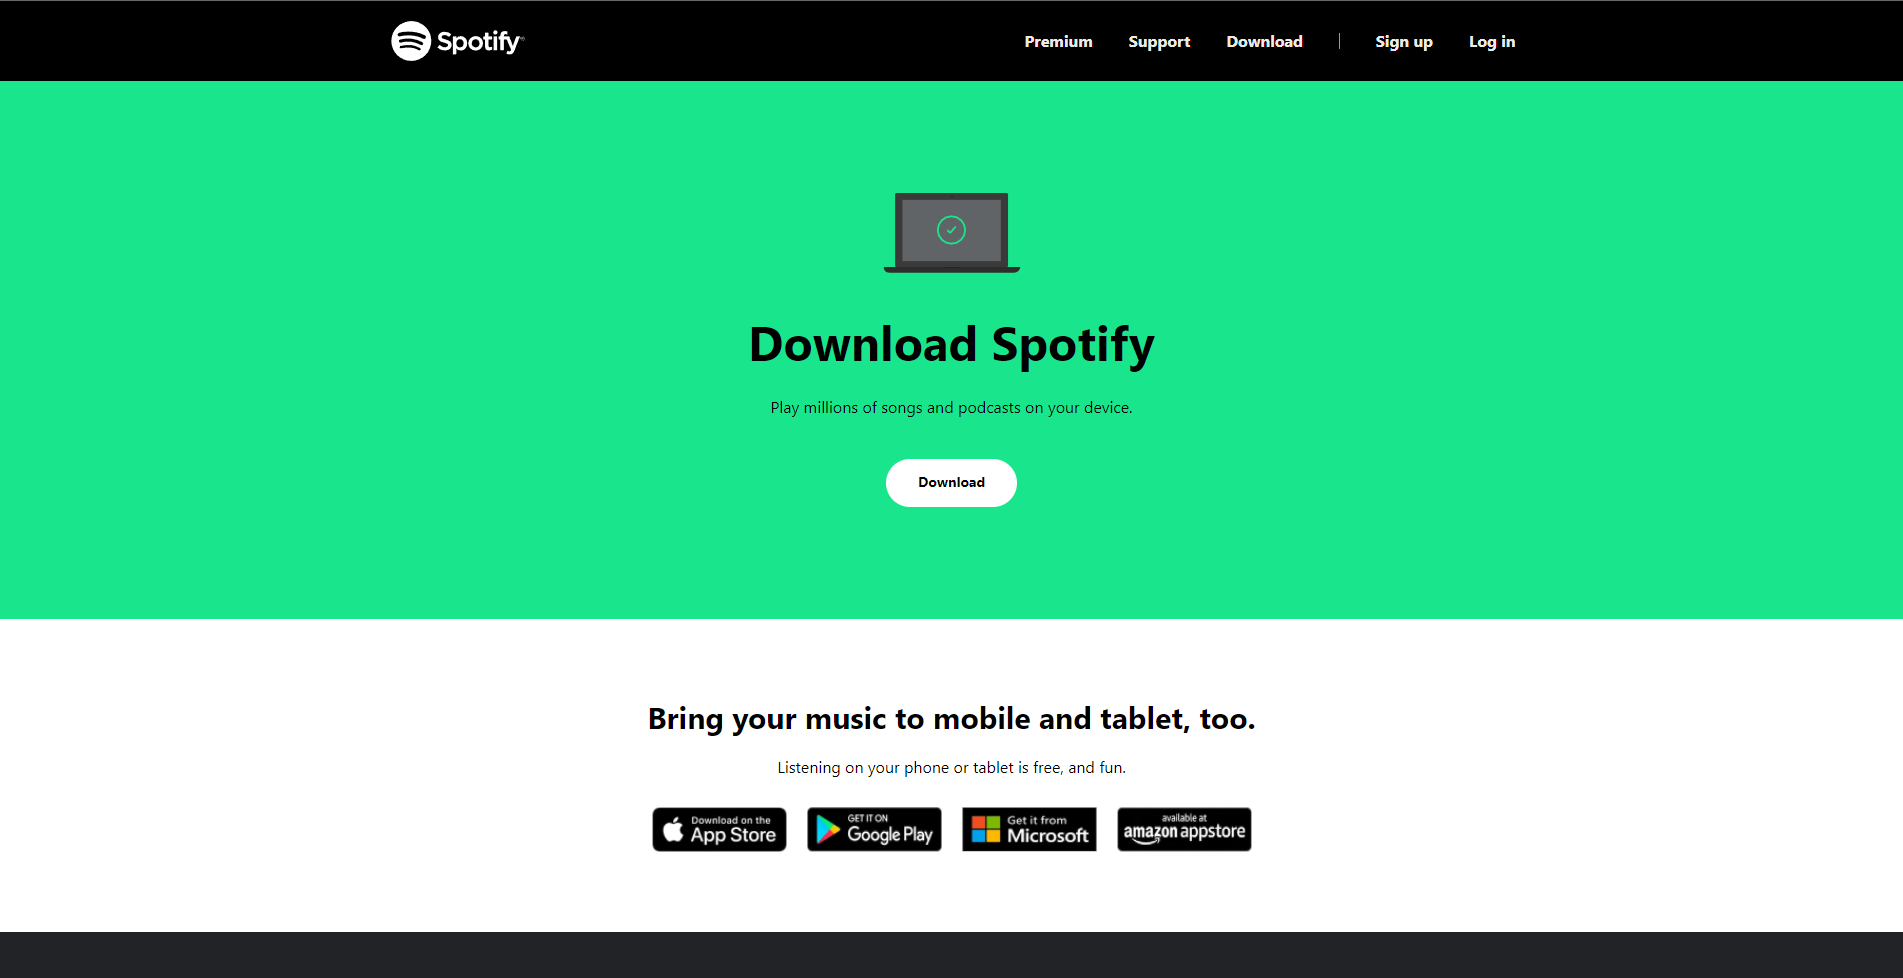 Spotify
Premium Support Download | Sign up Log in
Download Spotify
Play millions of songs and podcasts on your device.
Download
Bring your music to mobile and tablet, too.
Listening on your phone or tablet is free, and fun.
Download on the
App Store
GET IT ON
Google Play
Get it from
Microsoft
available at
amazon appstore